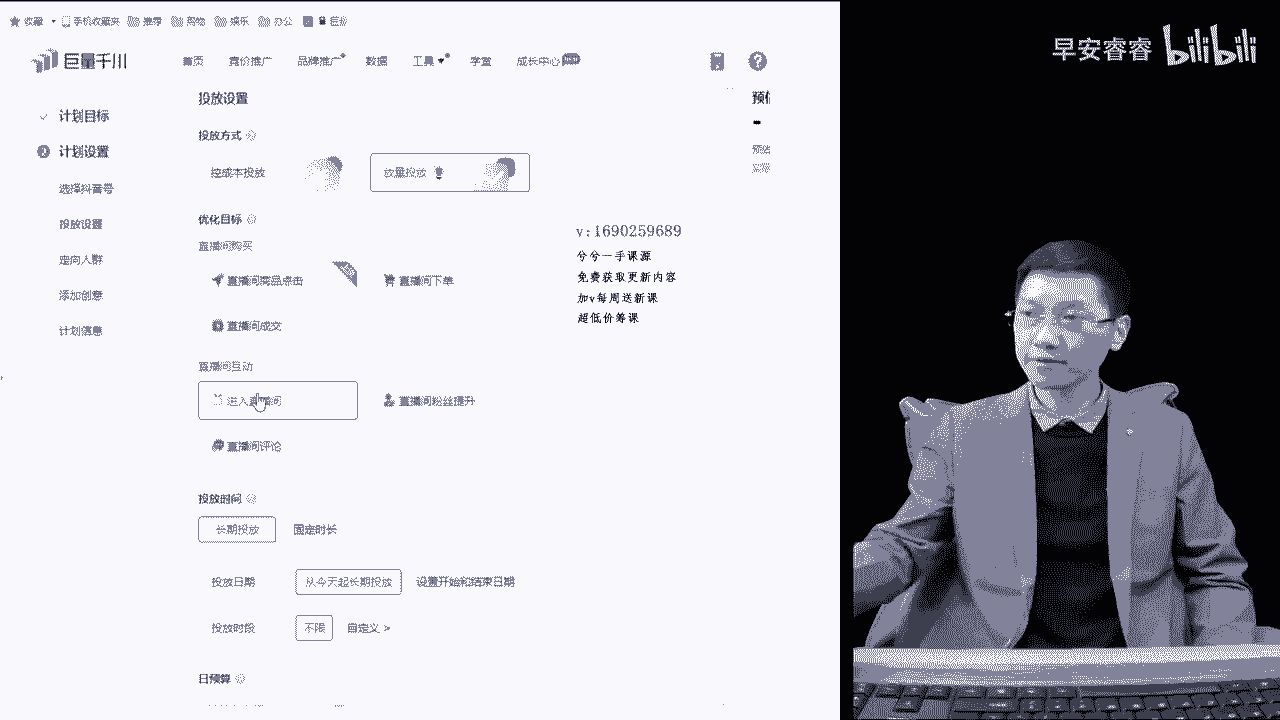 收藏 手机收藏夹 推荐 购物 娱乐 办公
早安睿睿 bilibili
巨量千川 首页 竞价推广 品牌推广 数据 工具 学堂 成长中心
投放设置
计划目标
投放方式
计划设置
控成本投放 放量投放
选择抖音号
投放设置
优化目标
直播间购买
v:1690259689
定向人群
兮兮一手课源
直播间商品点击 直播间下单
免费获取更新内容
添加创意
加v每周送新课
直播间成交
超低价筹课
计划信息
直播间互动
进入直播间 直播间粉丝提升
直播间评论
投放时间
长期投放 固定时长
投放日期 从今天起长期投放 设置开始和结束日期
投放时段 不限 自定义 >
日预算